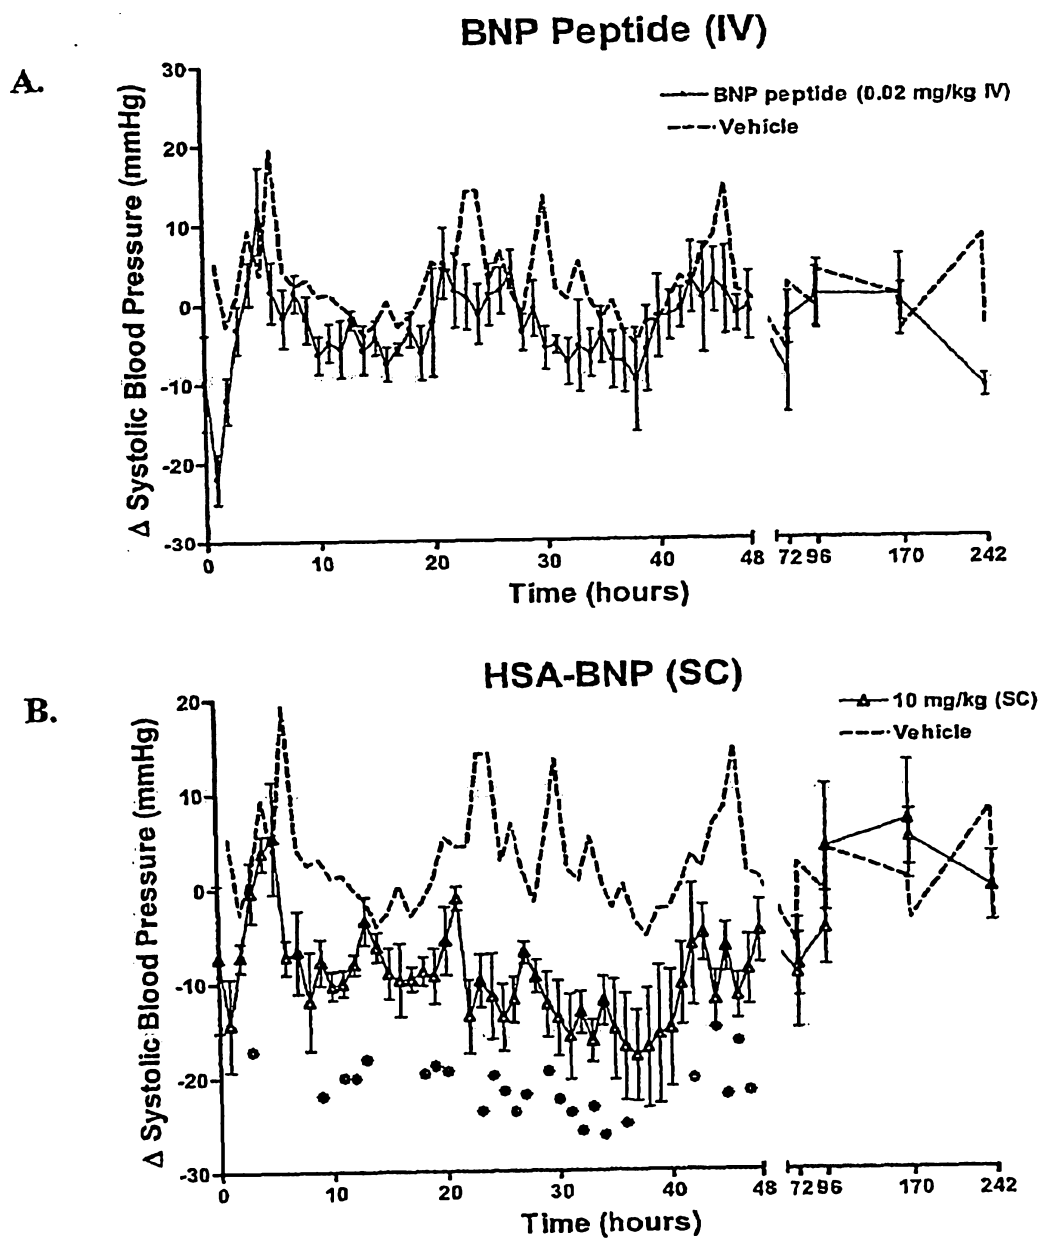 BNP Peptide (IV)
A.
BNP peptide (0.02 mg/kg IV)
Vehicle
Δ Systolic Blood Pressure (mmHg)
30
20
10
0
-10
-20
-30
0 10 20 30 40 48 72 96 170 242
Time (hours)
HSA-BNP (SC)
B.
10 mg/kg (SC)
Vehicle
Δ Systolic Blood Pressure (mmHg)
20
10
0
-10
-20
-30
0 10 20 30 40 48 72 96 170 242
Time (hours)